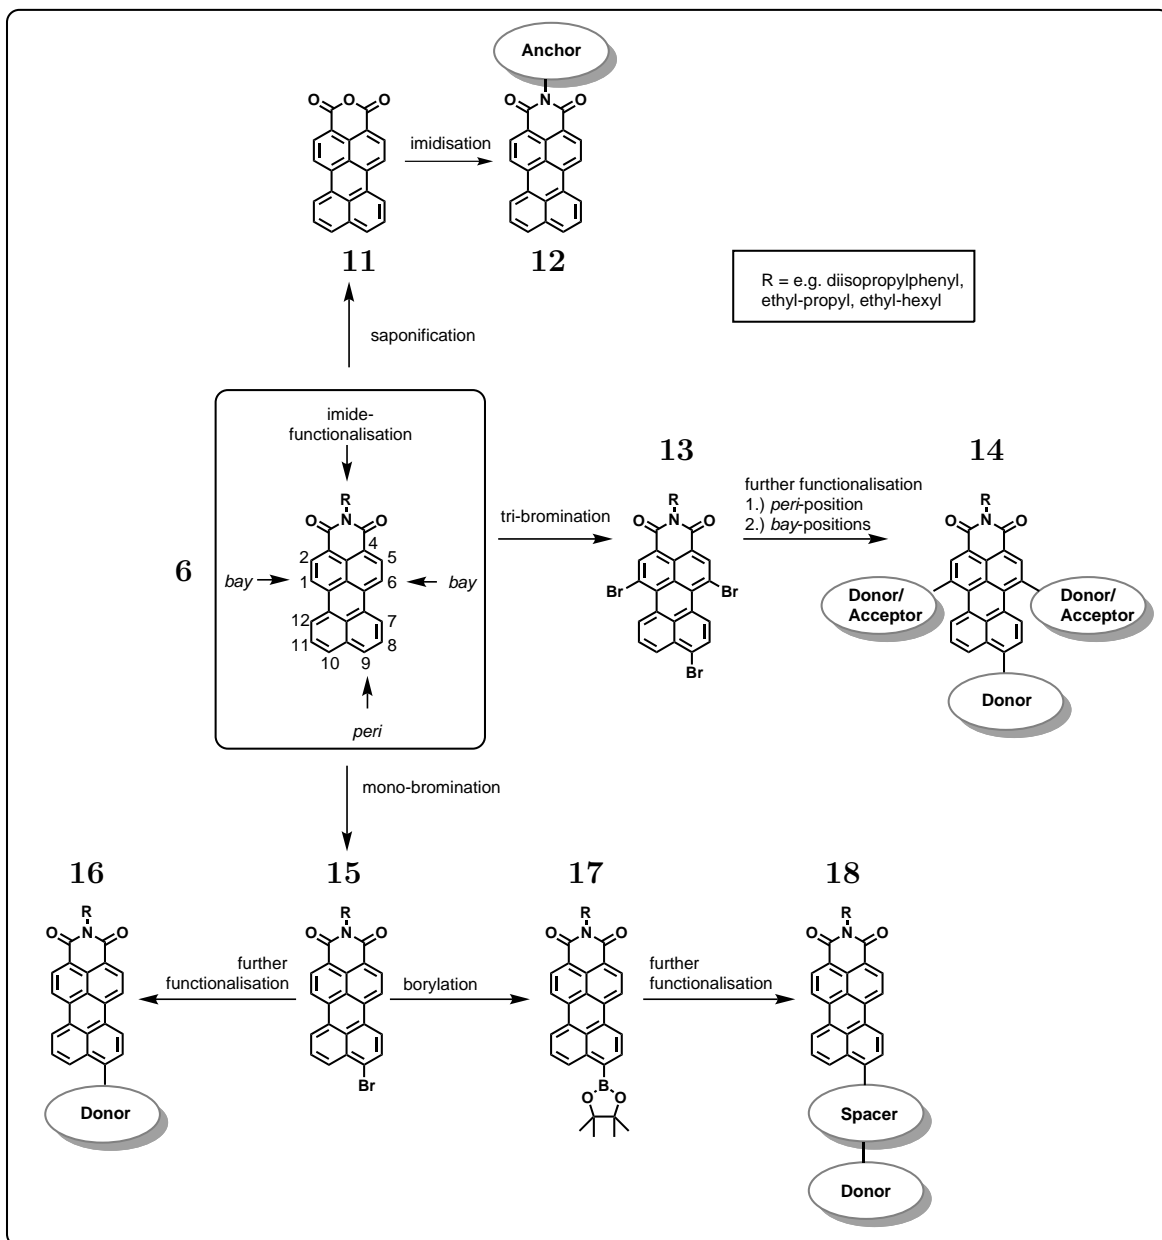 Anchor
O O O
O N O
imidisation
11
12
R = e.g. diisopropylphenyl,
ethyl-propyl, ethyl-hexyl
saponification
imide-
functionalisation
R
O N O
4
2 5
1 6
bay bay
12 7
11 8
10 9
peri
6
tri-bromination
13
R
O N O
Br Br
Br
further functionalisation
1.) peri-position
2.) bay-positions
14
R
O N O
Donor/
Acceptor
Donor/
Acceptor
Donor
mono-bromination
16
R
O N O
Donor
further
functionalisation
15
R
O N O
Br
borylation
17
R
O N O
B
O O
further
functionalisation
18
R
O N O
Spacer
Donor